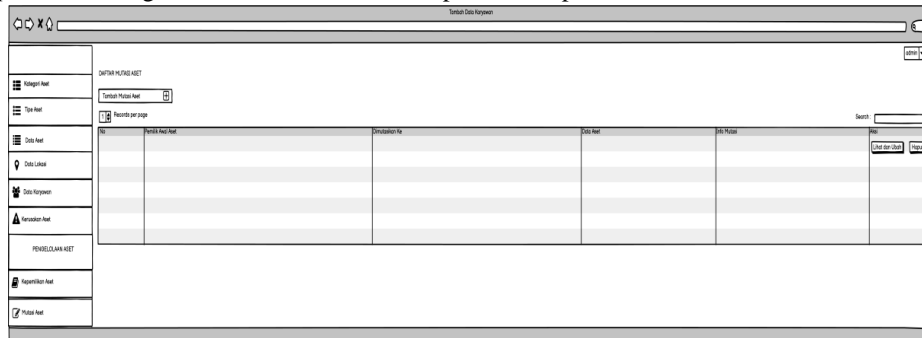 Tambah Data Karyawan
admin
DAFTAR MUTASI ASET
Tambah Mutasi Aset
1 Records per page
Search :
No Pemilik Awal Aset Dimutasikan Ke Data Aset Info Mutasi Aksi
Lihat dan Ubah Hapu
Kategori Aset
Tipe Aset
Data Aset
Data Lokasi
Data Karyawan
Kerusakan Aset
PENGELOLAAN ASET
Kepemilikan Aset
Mutasi Aset